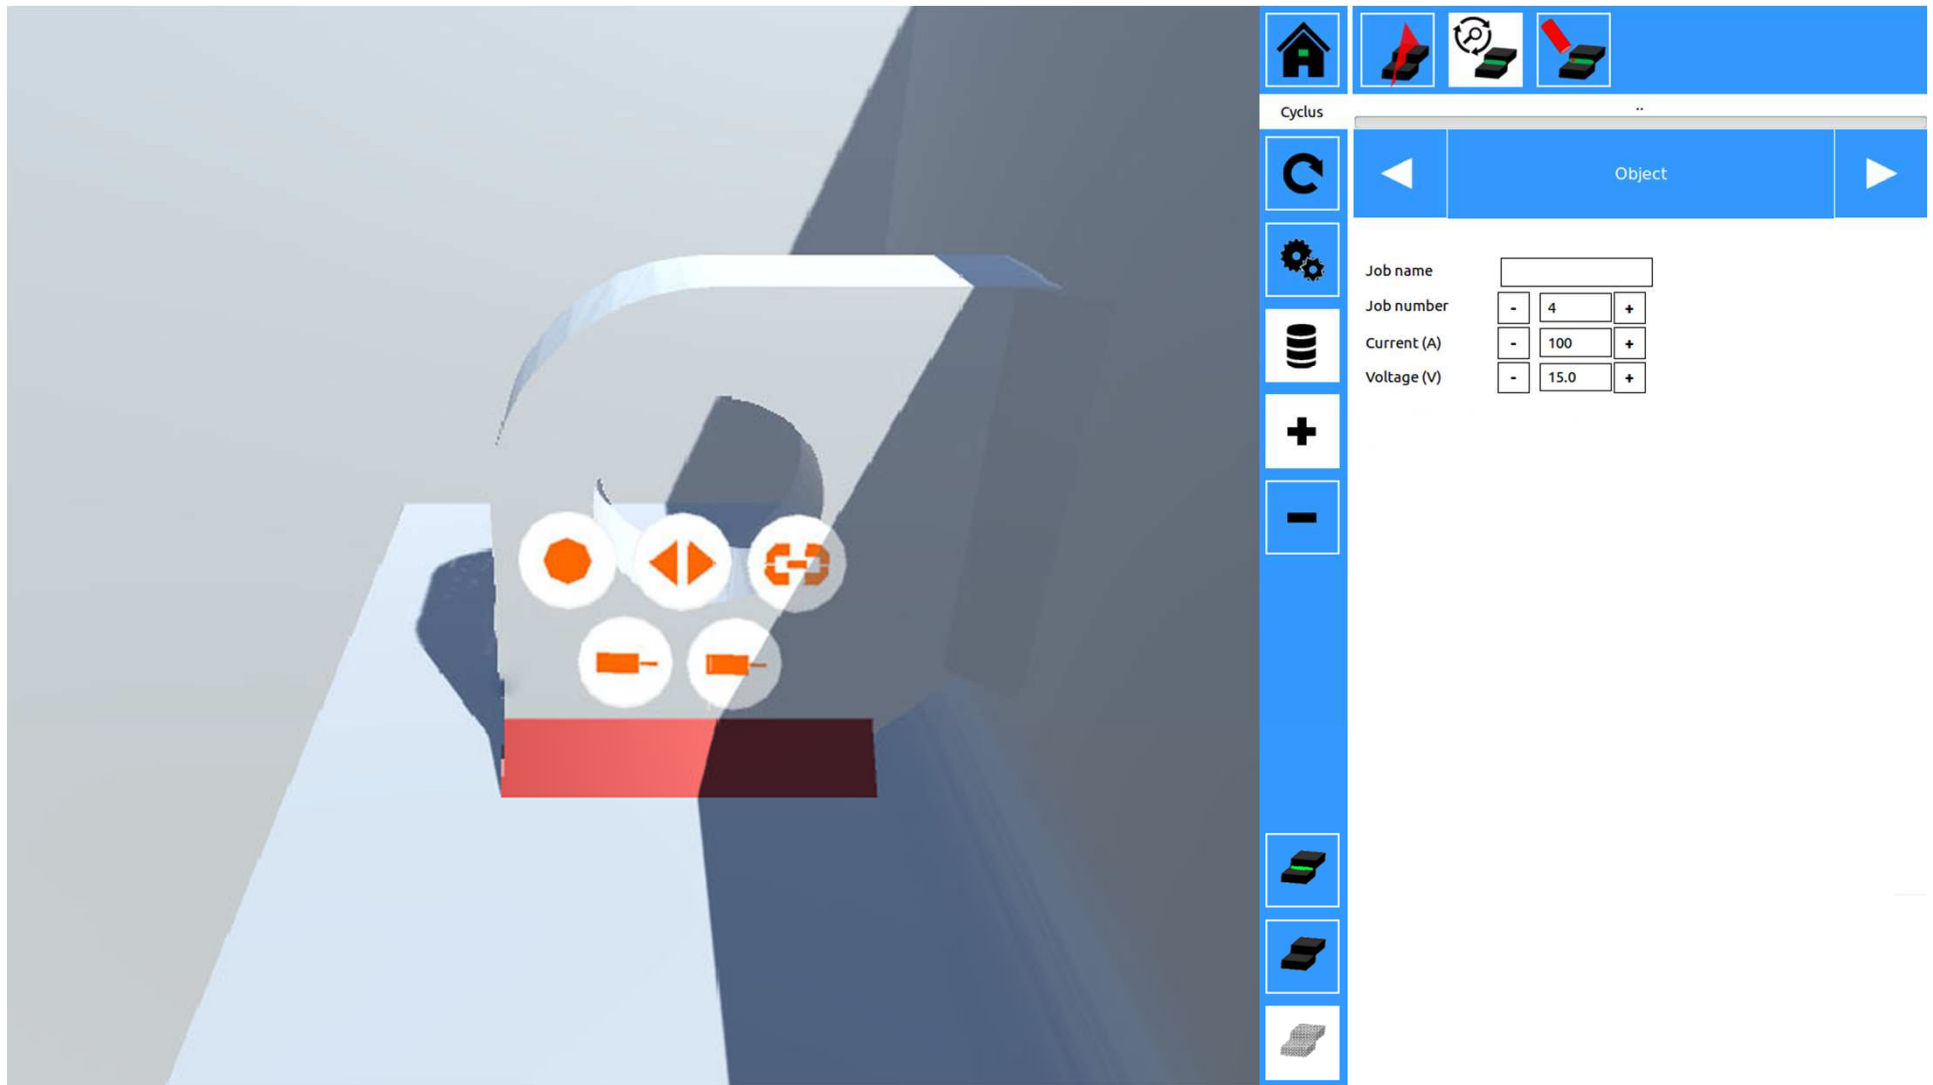 Cyclus
..
Object
Job name
Job number - 4 +
Current (A) - 100 +
Voltage (V) - 15.0 +